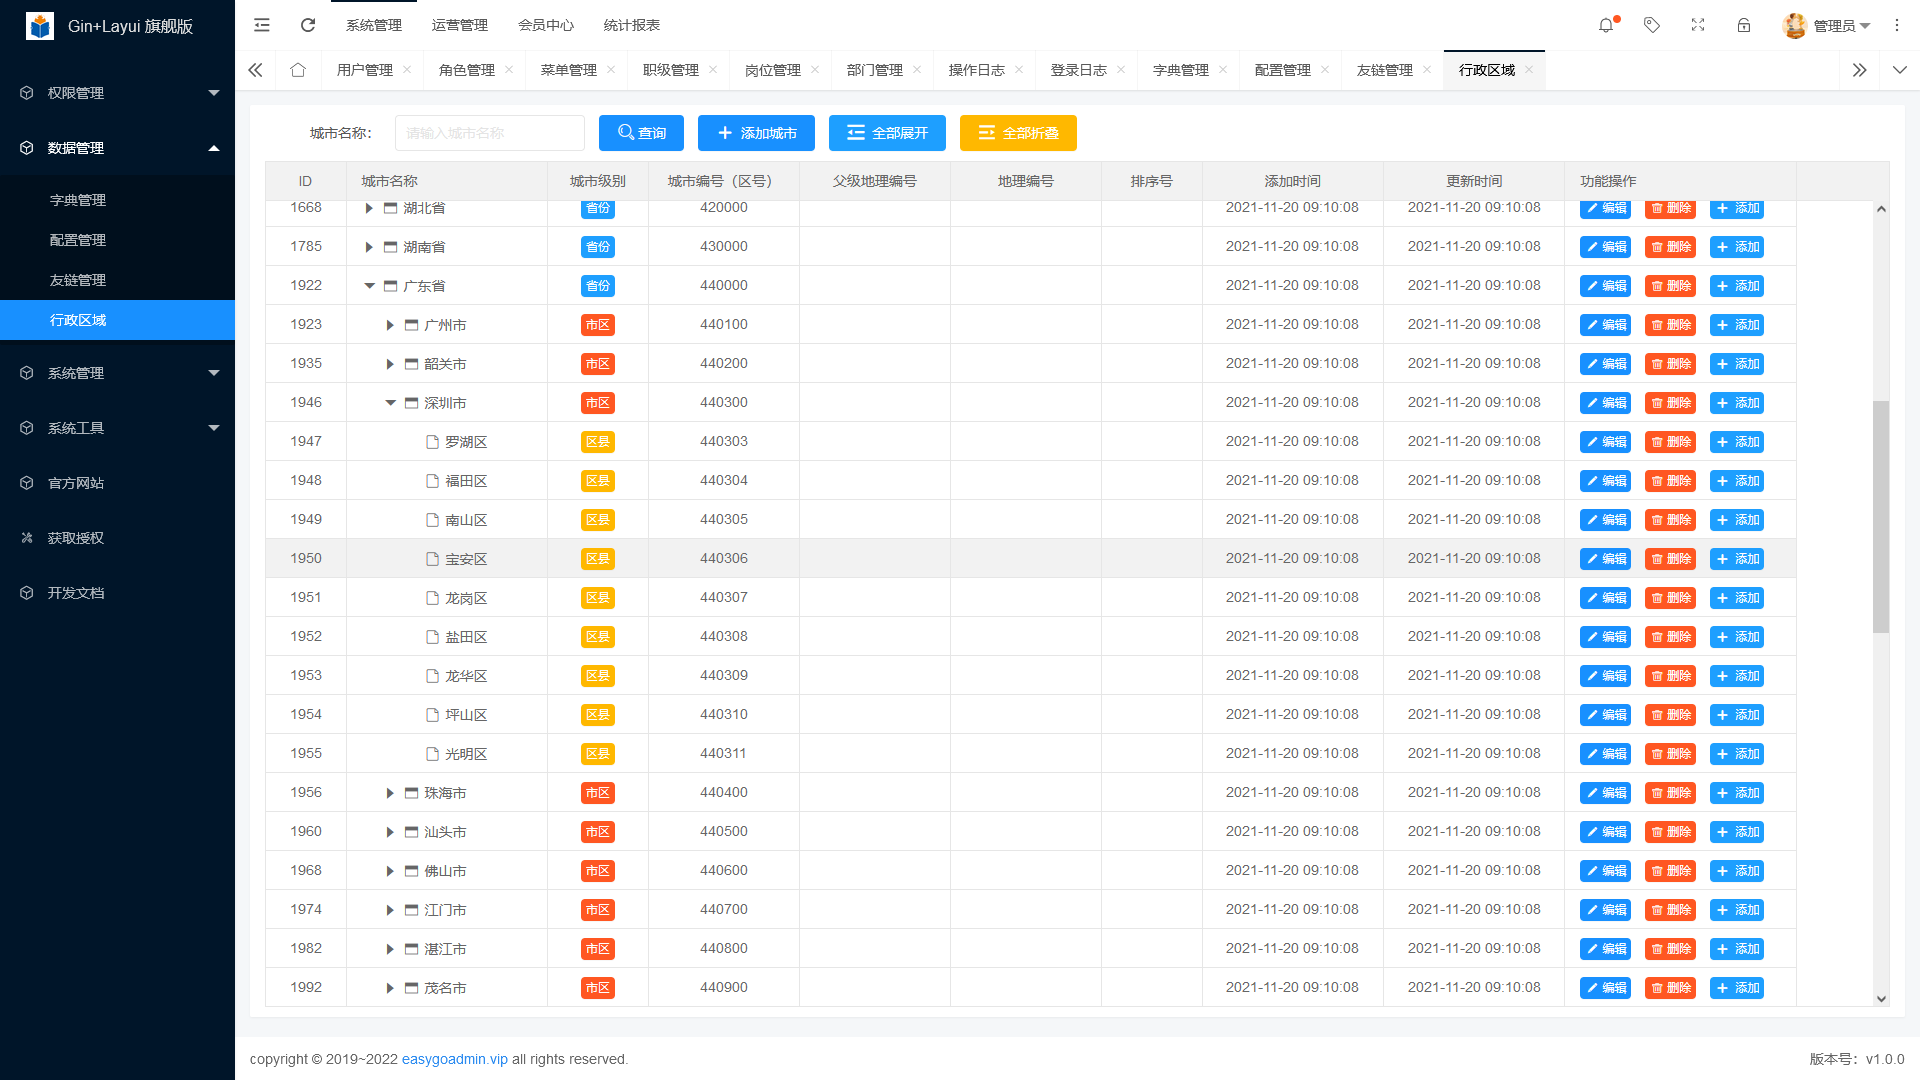 Gin+Layui 旗舰版
系统管理 运营管理 会员中心 统计报表 管理员
用户管理 角色管理 菜单管理 职级管理 岗位管理 部门管理 操作日志 登录日志 字典管理 配置管理 友链管理 行政区域
权限管理
数据管理
字典管理
配置管理
友链管理
行政区域
系统管理
系统工具
官方网站
获取授权
开发文档
城市名称： 请输入城市名称 查询 添加城市 全部展开 全部折叠
ID 城市名称 城市级别 城市编号（区号） 父级地理编号 地理编号 排序号 添加时间 更新时间 功能操作
1668 湖北省 省份 420000 2021-11-20 09:10:08 2021-11-20 09:10:08 编辑 删除 添加
1785 湖南省 省份 430000 2021-11-20 09:10:08 2021-11-20 09:10:08 编辑 删除 添加
1922 广东省 省份 440000 2021-11-20 09:10:08 2021-11-20 09:10:08 编辑 删除 添加
1923 广州市 市区 440100 2021-11-20 09:10:08 2021-11-20 09:10:08 编辑 删除 添加
1935 韶关市 市区 440200 2021-11-20 09:10:08 2021-11-20 09:10:08 编辑 删除 添加
1946 深圳市 市区 440300 2021-11-20 09:10:08 2021-11-20 09:10:08 编辑 删除 添加
1947 罗湖区 区县 440303 2021-11-20 09:10:08 2021-11-20 09:10:08 编辑 删除 添加
1948 福田区 区县 440304 2021-11-20 09:10:08 2021-11-20 09:10:08 编辑 删除 添加
1949 南山区 区县 440305 2021-11-20 09:10:08 2021-11-20 09:10:08 编辑 删除 添加
1950 宝安区 区县 440306 2021-11-20 09:10:08 2021-11-20 09:10:08 编辑 删除 添加
1951 龙岗区 区县 440307 2021-11-20 09:10:08 2021-11-20 09:10:08 编辑 删除 添加
1952 盐田区 区县 440308 2021-11-20 09:10:08 2021-11-20 09:10:08 编辑 删除 添加
1953 龙华区 区县 440309 2021-11-20 09:10:08 2021-11-20 09:10:08 编辑 删除 添加
1954 坪山区 区县 440310 2021-11-20 09:10:08 2021-11-20 09:10:08 编辑 删除 添加
1955 光明区 区县 440311 2021-11-20 09:10:08 2021-11-20 09:10:08 编辑 删除 添加
1956 珠海市 市区 440400 2021-11-20 09:10:08 2021-11-20 09:10:08 编辑 删除 添加
1960 汕头市 市区 440500 2021-11-20 09:10:08 2021-11-20 09:10:08 编辑 删除 添加
1968 佛山市 市区 440600 2021-11-20 09:10:08 2021-11-20 09:10:08 编辑 删除 添加
1974 江门市 市区 440700 2021-11-20 09:10:08 2021-11-20 09:10:08 编辑 删除 添加
1982 湛江市 市区 440800 2021-11-20 09:10:08 2021-11-20 09:10:08 编辑 删除 添加
1992 茂名市 市区 440900 2021-11-20 09:10:08 2021-11-20 09:10:08 编辑 删除 添加
copyright © 2019~2022 easygoadmin.vip all rights reserved. 版本号：v1.0.0